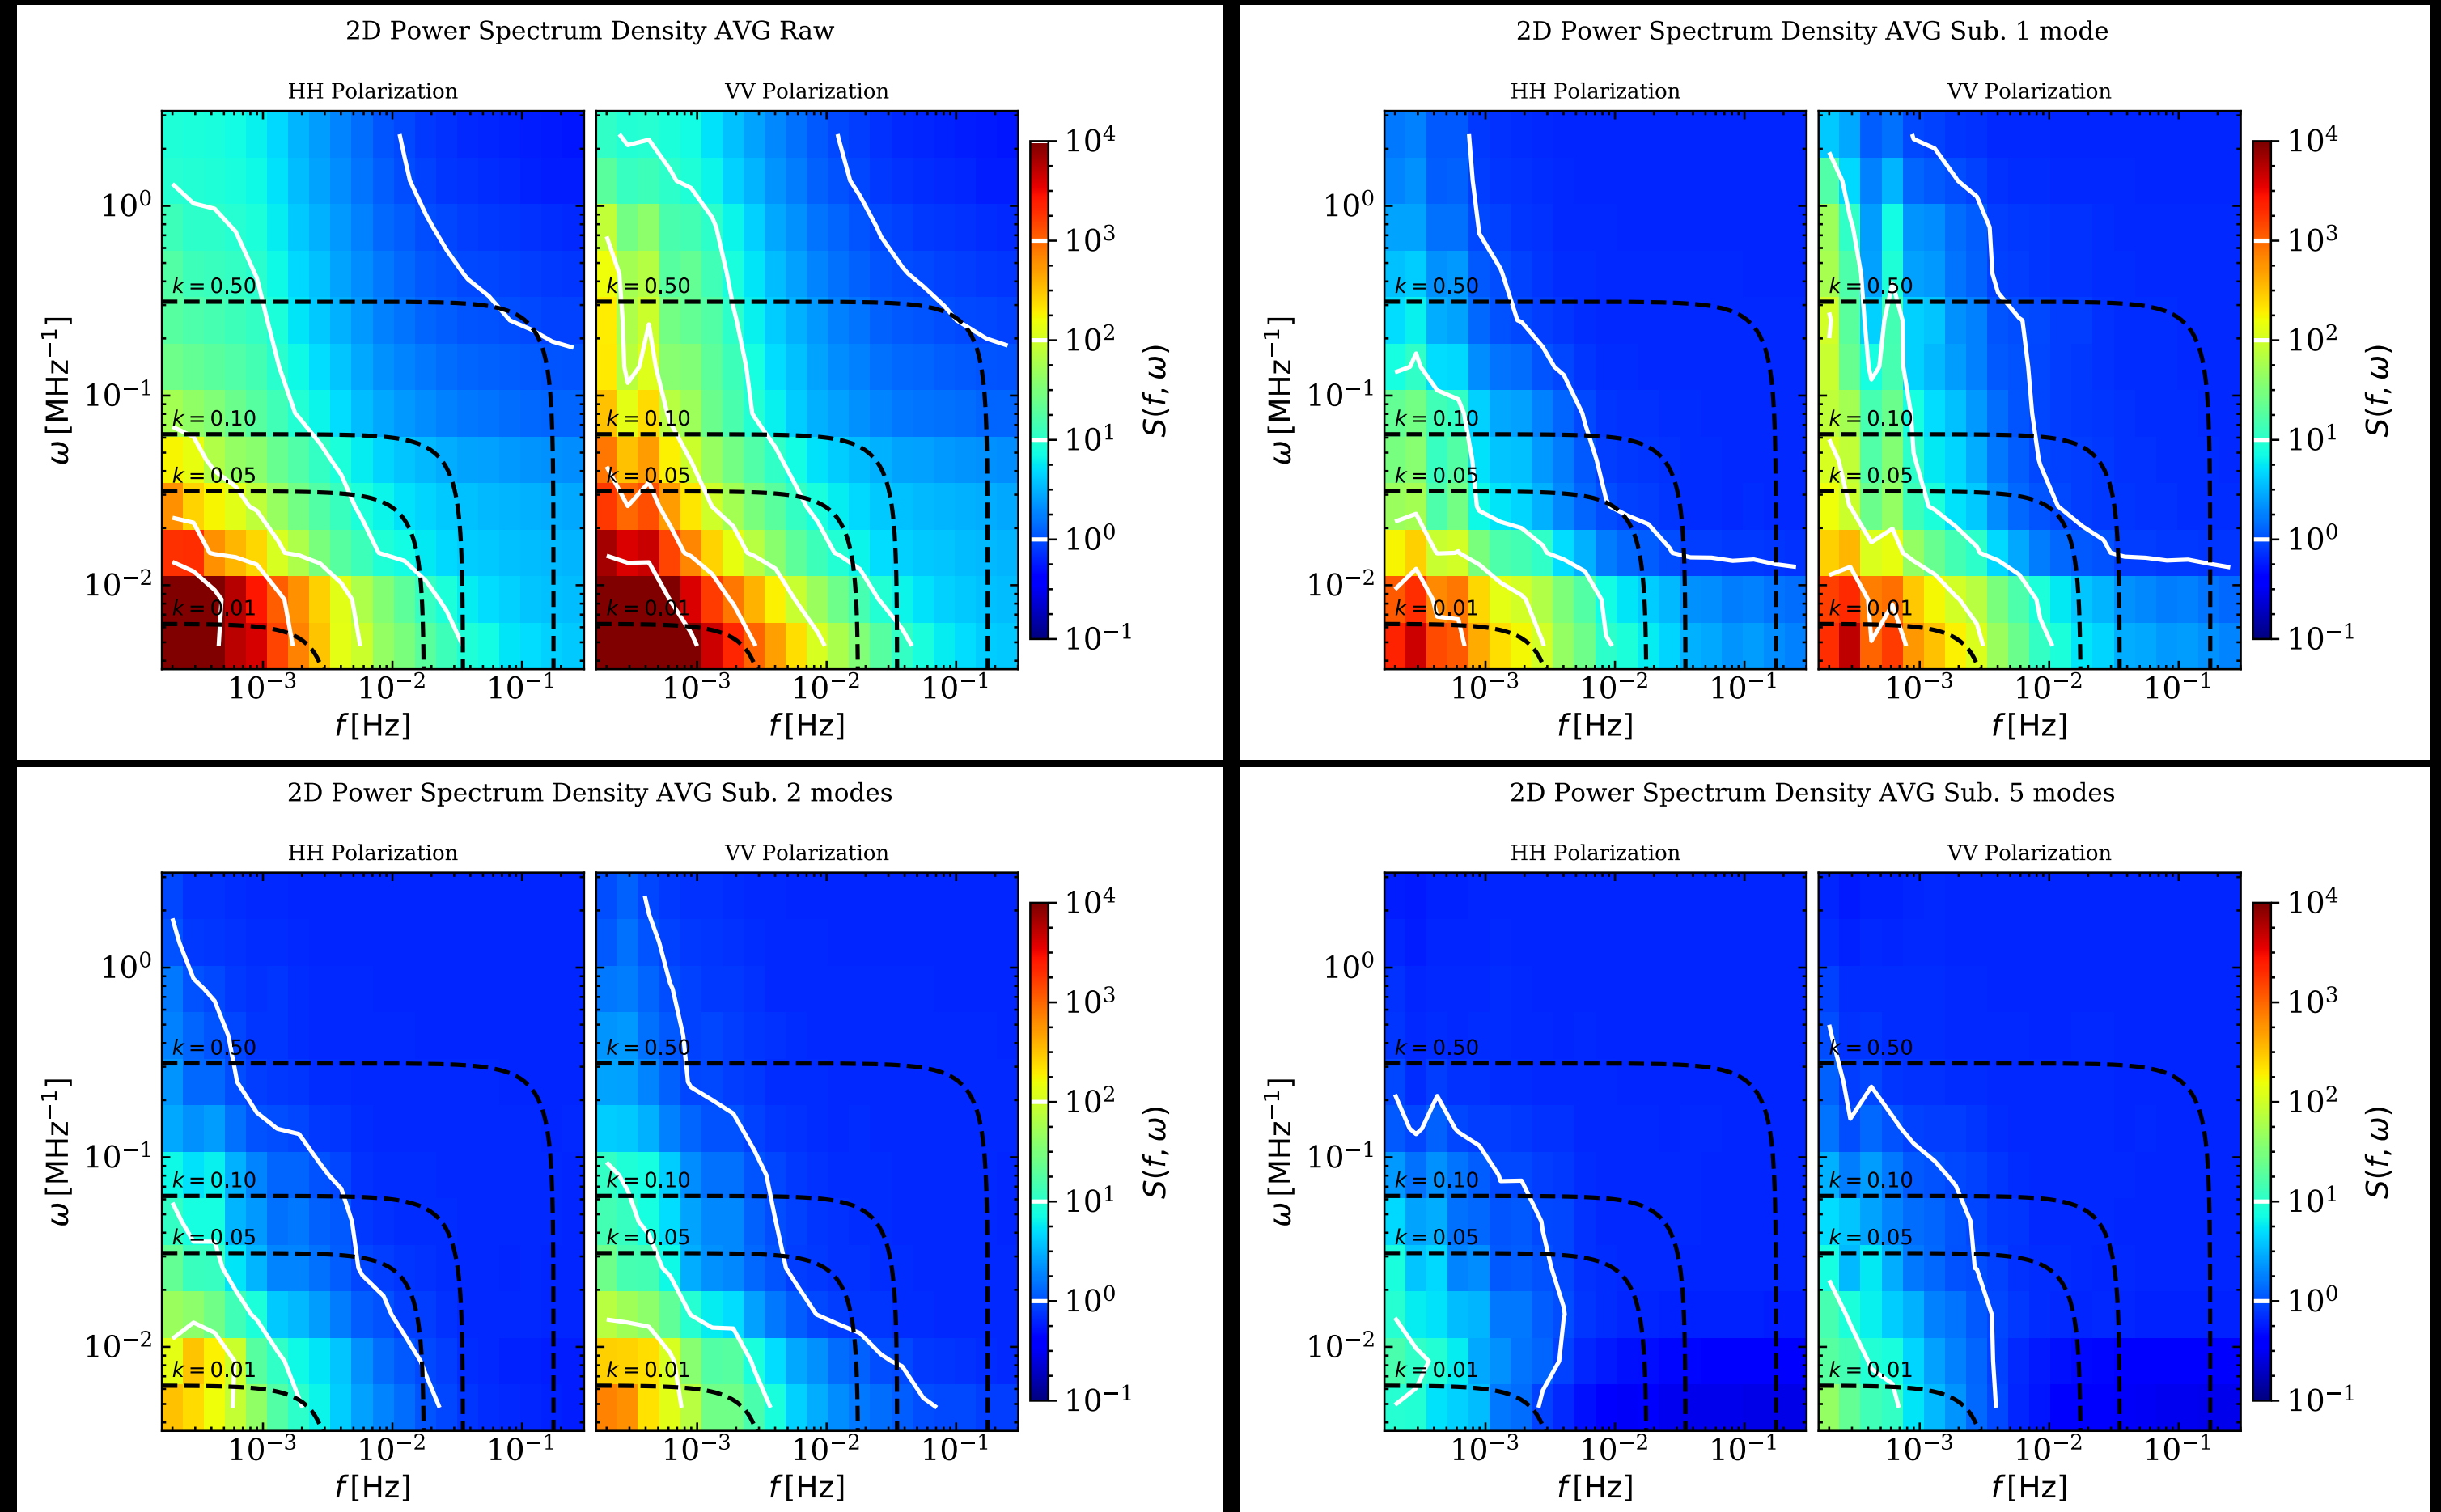 2D Power Spectrum Density AVG Raw
HH Polarization
VV Polarization
ω [MHz⁻¹]
10⁰
10⁻¹
10⁻²
k = 0.50
k = 0.10
k = 0.05
k = 0.01
k = 0.50
k = 0.10
k = 0.05
k = 0.01
10⁻³ 10⁻² 10⁻¹
10⁻³ 10⁻² 10⁻¹
f [Hz]
f [Hz]
10⁴
10³
10²
10¹
10⁰
10⁻¹
S(f, ω)
2D Power Spectrum Density AVG Sub. 1 mode
HH Polarization
VV Polarization
ω [MHz⁻¹]
10⁰
10⁻¹
10⁻²
k = 0.50
k = 0.10
k = 0.05
k = 0.01
k = 0.50
k = 0.10
k = 0.05
k = 0.01
10⁻³ 10⁻² 10⁻¹
10⁻³ 10⁻² 10⁻¹
f [Hz]
f [Hz]
10⁴
10³
10²
10¹
10⁰
10⁻¹
S(f, ω)
2D Power Spectrum Density AVG Sub. 2 modes
HH Polarization
VV Polarization
ω [MHz⁻¹]
10⁰
10⁻¹
10⁻²
k = 0.50
k = 0.10
k = 0.05
k = 0.01
k = 0.50
k = 0.10
k = 0.05
k = 0.01
10⁻³ 10⁻² 10⁻¹
10⁻³ 10⁻² 10⁻¹
f [Hz]
f [Hz]
10⁴
10³
10²
10¹
10⁰
10⁻¹
S(f, ω)
2D Power Spectrum Density AVG Sub. 5 modes
HH Polarization
VV Polarization
ω [MHz⁻¹]
10⁰
10⁻¹
10⁻²
k = 0.50
k = 0.10
k = 0.05
k = 0.01
k = 0.50
k = 0.10
k = 0.05
k = 0.01
10⁻³ 10⁻² 10⁻¹
10⁻³ 10⁻² 10⁻¹
f [Hz]
f [Hz]
10⁴
10³
10²
10¹
10⁰
10⁻¹
S(f, ω)